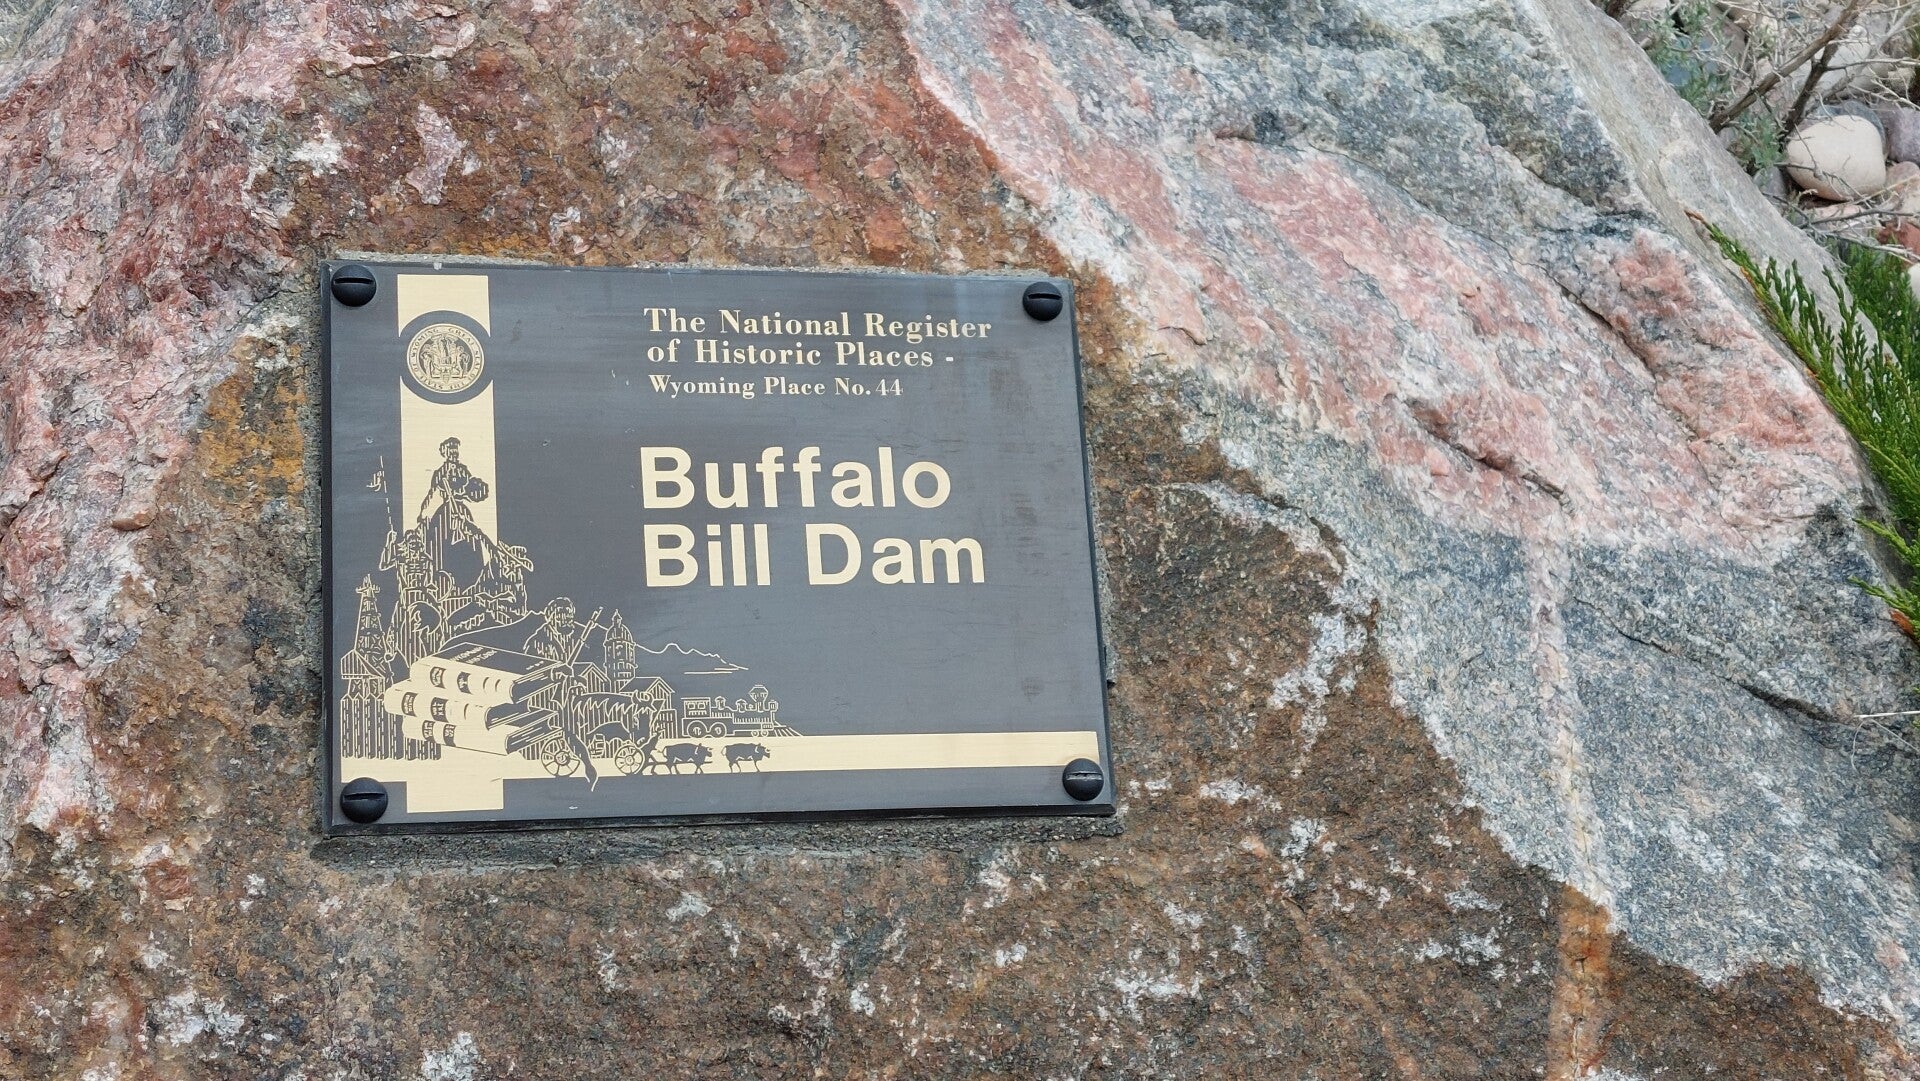 The National Register
of Historic Places -
Wyoming Place No. 44
Buffalo
Bill Dam